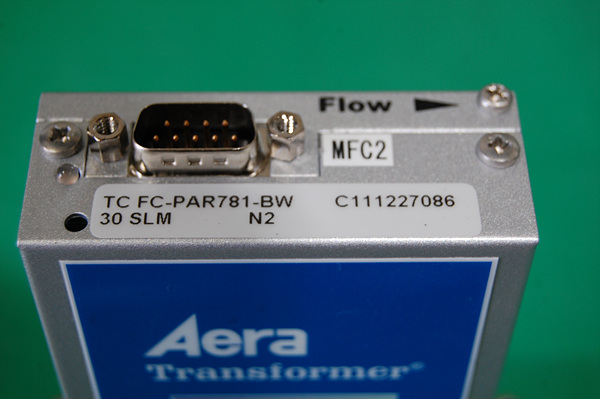 Flow
MFC2
TC FC-PAR781-BW C111227086
30 SLM N2
Aera
Transformer®